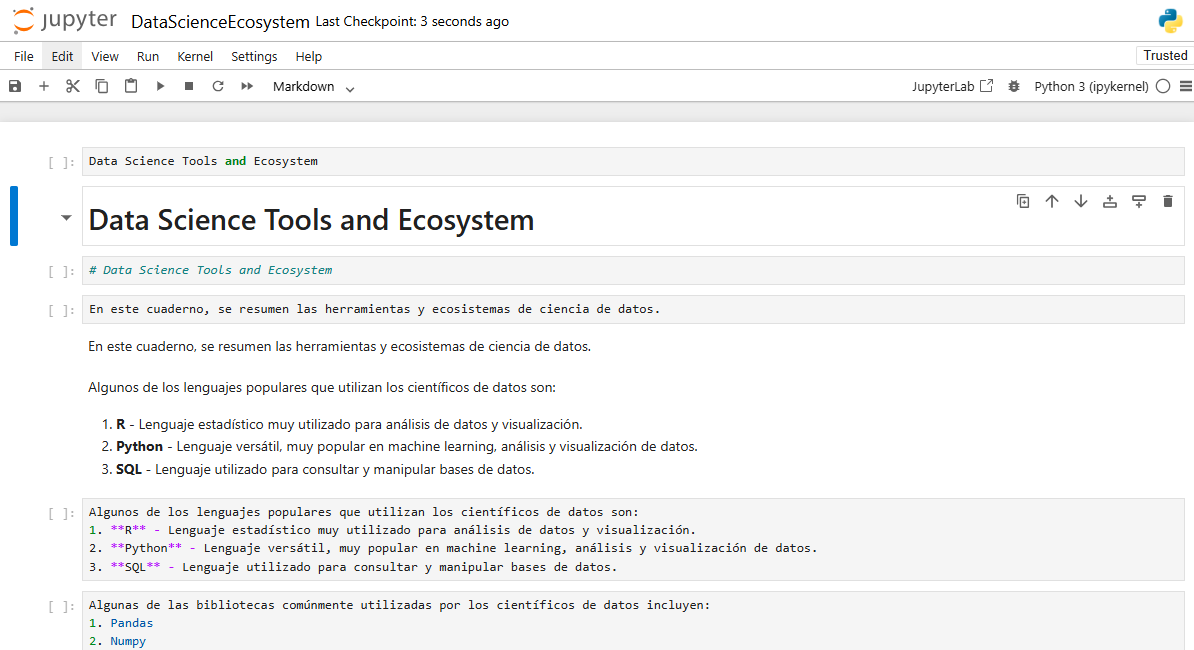 jupyter DataScienceEcosystem Last Checkpoint: 3 seconds ago
File Edit View Run Kernel Settings Help Trusted
Markdown JupyterLab Python 3 (ipykernel)
[ ]: Data Science Tools and Ecosystem
Data Science Tools and Ecosystem
[ ]: # Data Science Tools and Ecosystem
[ ]: En este cuaderno, se resumen las herramientas y ecosistemas de ciencia de datos.
En este cuaderno, se resumen las herramientas y ecosistemas de ciencia de datos.
Algunos de los lenguajes populares que utilizan los científicos de datos son:
1. R - Lenguaje estadístico muy utilizado para análisis de datos y visualización.
2. Python - Lenguaje versátil, muy popular en machine learning, análisis y visualización de datos.
3. SQL - Lenguaje utilizado para consultar y manipular bases de datos.
[ ]: Algunos de los lenguajes populares que utilizan los científicos de datos son:
1. **R** - Lenguaje estadístico muy utilizado para análisis de datos y visualización.
2. **Python** - Lenguaje versátil, muy popular en machine learning, análisis y visualización de datos.
3. **SQL** - Lenguaje utilizado para consultar y manipular bases de datos.
[ ]: Algunas de las bibliotecas comúnmente utilizadas por los científicos de datos incluyen:
1. Pandas
2. Numpy